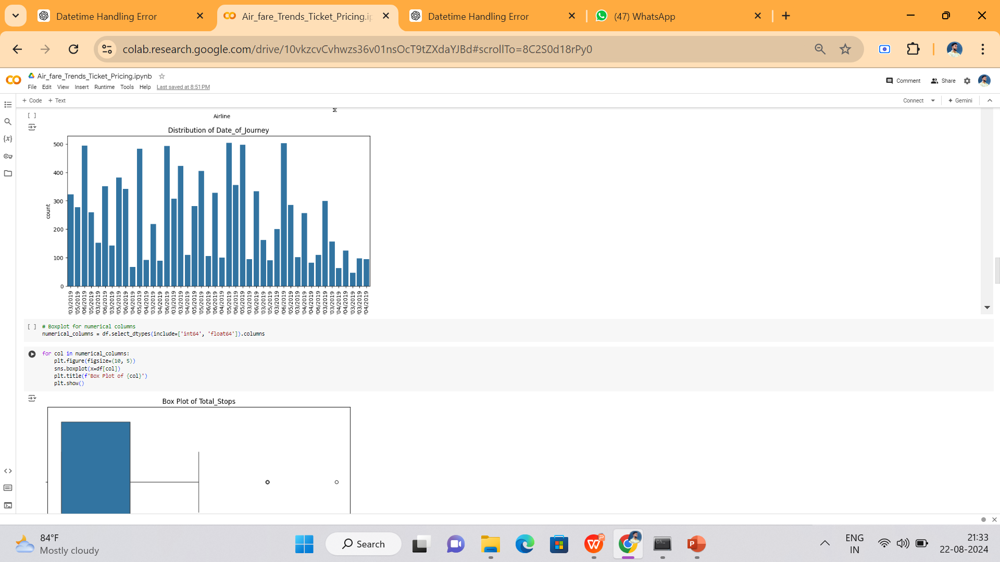 Datetime Handling Error
Air_fare_Trends_Ticket_Pricing.ip
Datetime Handling Error
(47) WhatsApp
colab.research.google.com/drive/10vkzcvCvhwzs36v01nsOcT9tZXdaYJBd#scrollTo=8C2S0d18rPy0
Air_fare_Trends_Ticket_Pricing.ipynb
File Edit View Insert Runtime Tools Help Last saved at 8:51 PM
Comment Share
+ Code + Text
Connect Gemini
[ ]
M
Airline
Distribution of Date_of_Journey
500
400
300
200
100
0
count
/03/2019 /05/2019 /06/2019 /05/2019 /03/2019 /06/2019 /03/2019 /05/2019 /06/2019 /04/2019 /05/2019 /04/2019 /03/2019 /04/2019 /06/2019 /03/2019 /03/2019 /04/2019 /05/2019 /05/2019 /06/2019 /06/2019 /04/2019 /05/2019 /06/2019 /05/2019 /03/2019 /06/2019 /03/2019 /05/2019 /03/2019 /06/2019 /05/2019 /03/2019 /04/2019 /04/2019 /06/2019 /03/2019 /03/2019 /04/2019 /04/2019 /03/2019 /03/2019 /04/2019
[ ] # Boxplot for numerical columns
numerical_columns = df.select_dtypes(include=['int64', 'float64']).columns
for col in numerical_columns:
plt.figure(figsize=(10, 5))
sns.boxplot(x=df[col])
plt.title(f'Box Plot of {col}')
plt.show()
Box Plot of Total_Stops
84°F
Mostly cloudy
Search
ENG
IN
21:33
22-08-2024